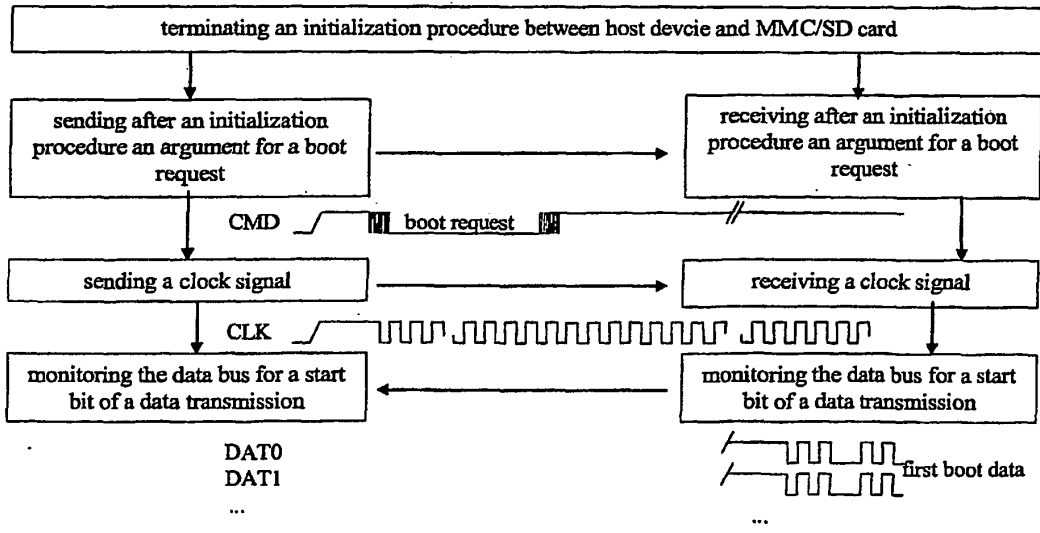 terminating an initialization procedure between host devcie and MMC/SD card
sending after an initialization
procedure an argument for a boot
request
receiving after an initialization
procedure an argument for a boot
request
CMD
boot request
sending a clock signal
receiving a clock signal
CLK
monitoring the data bus for a start
bit of a data transmission
monitoring the data bus for a start
bit of a data transmission
DAT0
DAT1
...
first boot data
...